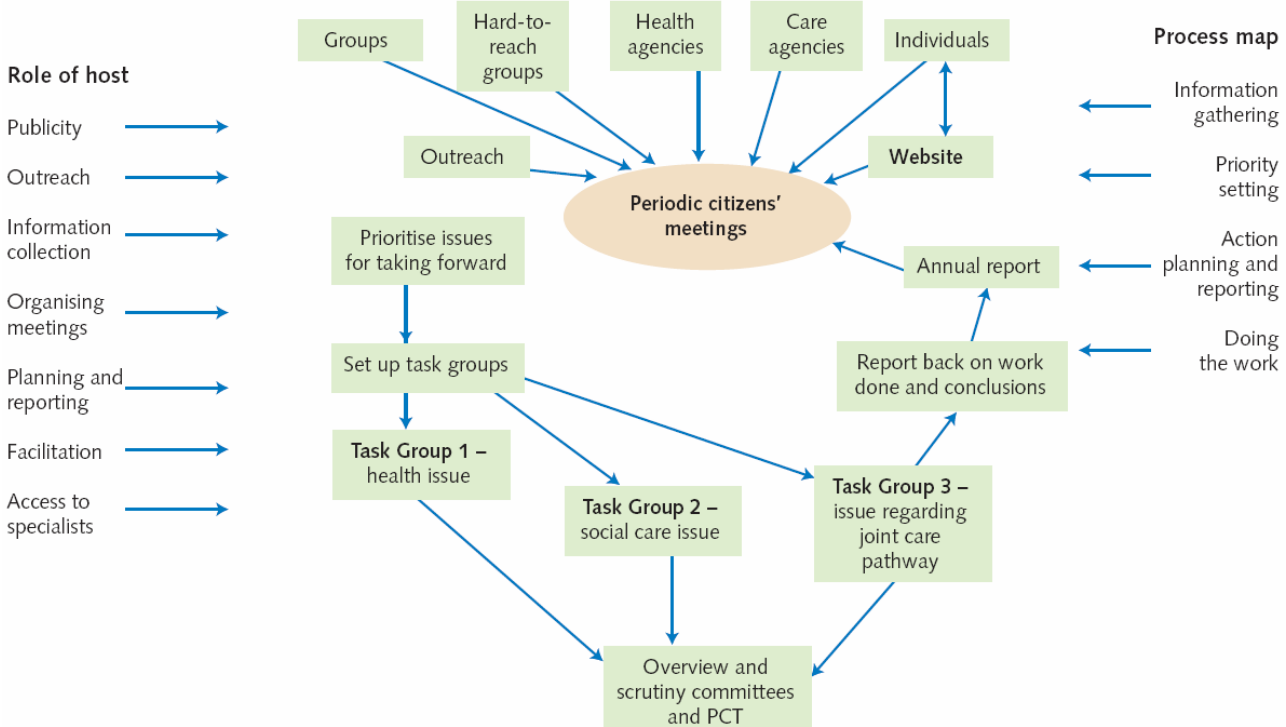 Role of host
Publicity
Outreach
Information
collection
Organising
meetings
Planning and
reporting
Facilitation
Access to
specialists
Groups
Hard-to-
reach
groups
Health
agencies
Care
agencies
Individuals
Outreach
Website
Periodic citizens’
meetings
Prioritise issues
for taking forward
Annual report
Set up task groups
Report back on work
done and conclusions
Task Group 1 –
health issue
Task Group 2 –
social care issue
Task Group 3 –
issue regarding
joint care
pathway
Overview and
scrutiny committees
and PCT
Process map
Information
gathering
Priority
setting
Action
planning and
reporting
Doing
the work